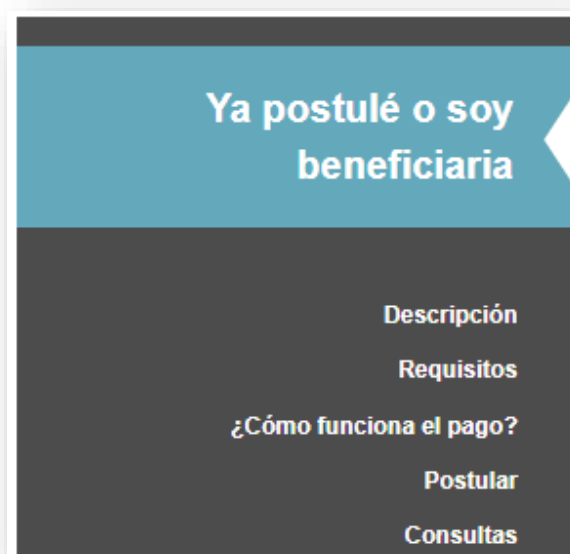 Ya postulé o soy
beneficiaria
Descripción
Requisitos
¿Cómo funciona el pago?
Postular
Consultas